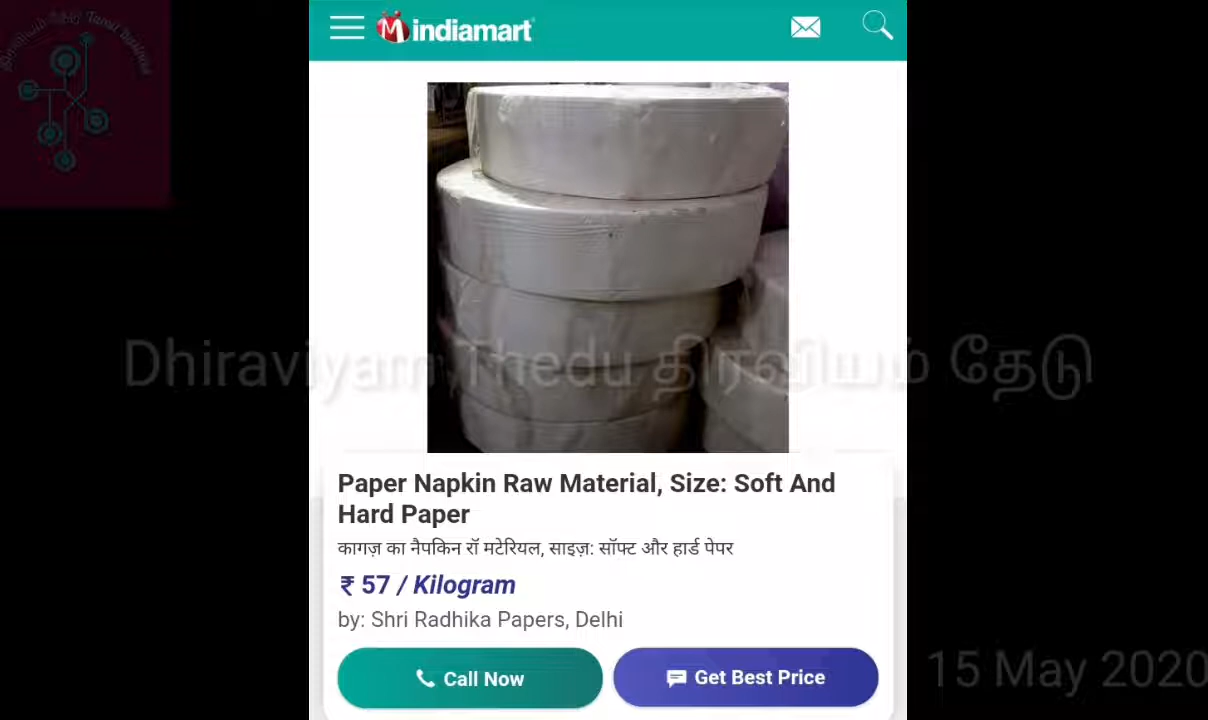 indiamart
Dhiraviyam Thedu திரவியம் தேடு
Paper Napkin Raw Material, Size: Soft And
Hard Paper
कागज़ का नैपकिन रॉ मटेरियल, साइज़: सॉफ्ट और हार्ड पेपर
₹ 57 / Kilogram
by: Shri Radhika Papers, Delhi
Call Now
Get Best Price
15 May 2020